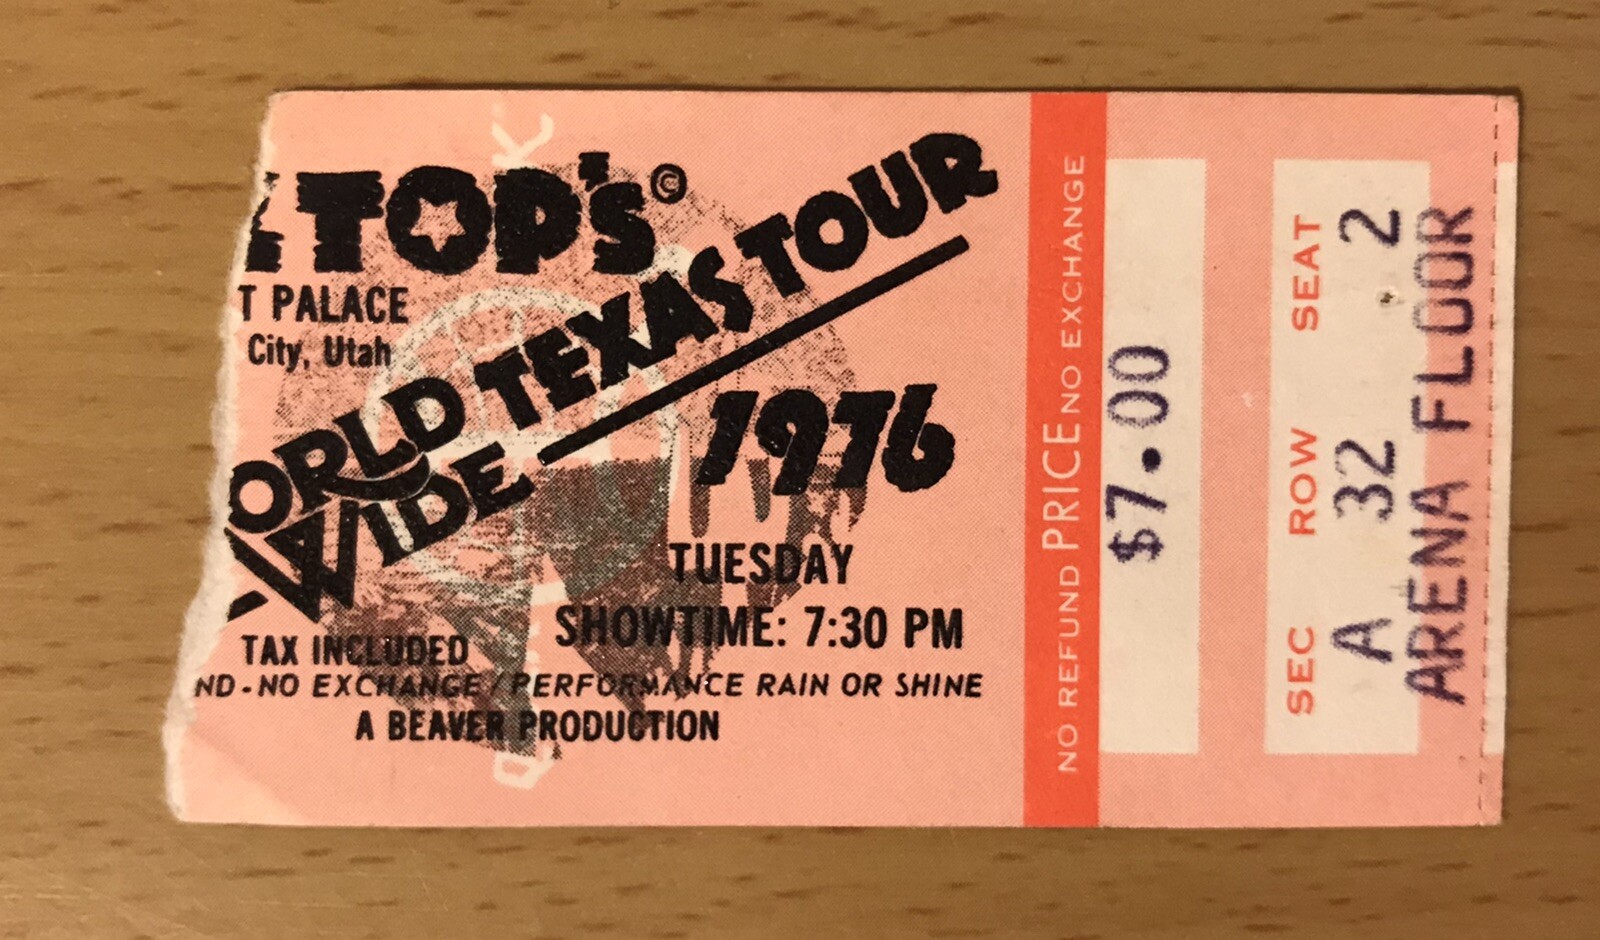 TOP'S©
T PALACE
City, Utah
WORLD WIDE TEXAS TOUR
1976
TUESDAY
SHOWTIME: 7:30 PM
TAX INCLUDED
ND-NO EXCHANGE / PERFORMANCE RAIN OR SHINE
A BEAVER PRODUCTION
NO REFUND PRICE NO EXCHANGE
$7.00
SEC ROW SEAT
A 32 2
ARENA FLOOR